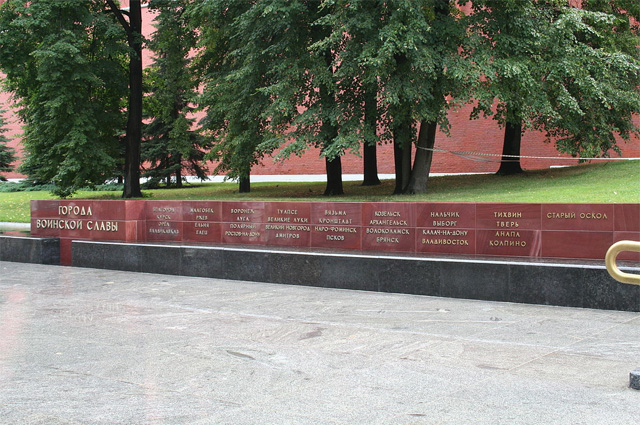 ГОРОДА
ВОИНСКОЙ СЛАВЫ
БЕЛГОРОД
КУРСК
ОРЕЛ
ВЛАДИКАВКАЗ
МАЛГОБЕК
РЖЕВ
ЕЛЬНЯ
ЕЛЕЦ
ВОРОНЕЖ
ЛУГА
ПОЛЯРНЫЙ
РОСТОВ-НА-ДОНУ
ТУАПСЕ
ВЕЛИКИЕ ЛУКИ
ВЕЛИКИЙ НОВГОРОД
ДМИТРОВ
ВЯЗЬМА
КРОНШТАДТ
НАРО-ФОМИНСК
ПСКОВ
КОЗЕЛЬСК
АРХАНГЕЛЬСК
ВОЛОКОЛАМСК
БРЯНСК
НАЛЬЧИК
ВЫБОРГ
КАЛАЧ-НА-ДОНУ
ВЛАДИВОСТОК
ТИХВИН
ТВЕРЬ
АНАПА
КОЛПИНО
СТАРЫЙ ОСКОЛ